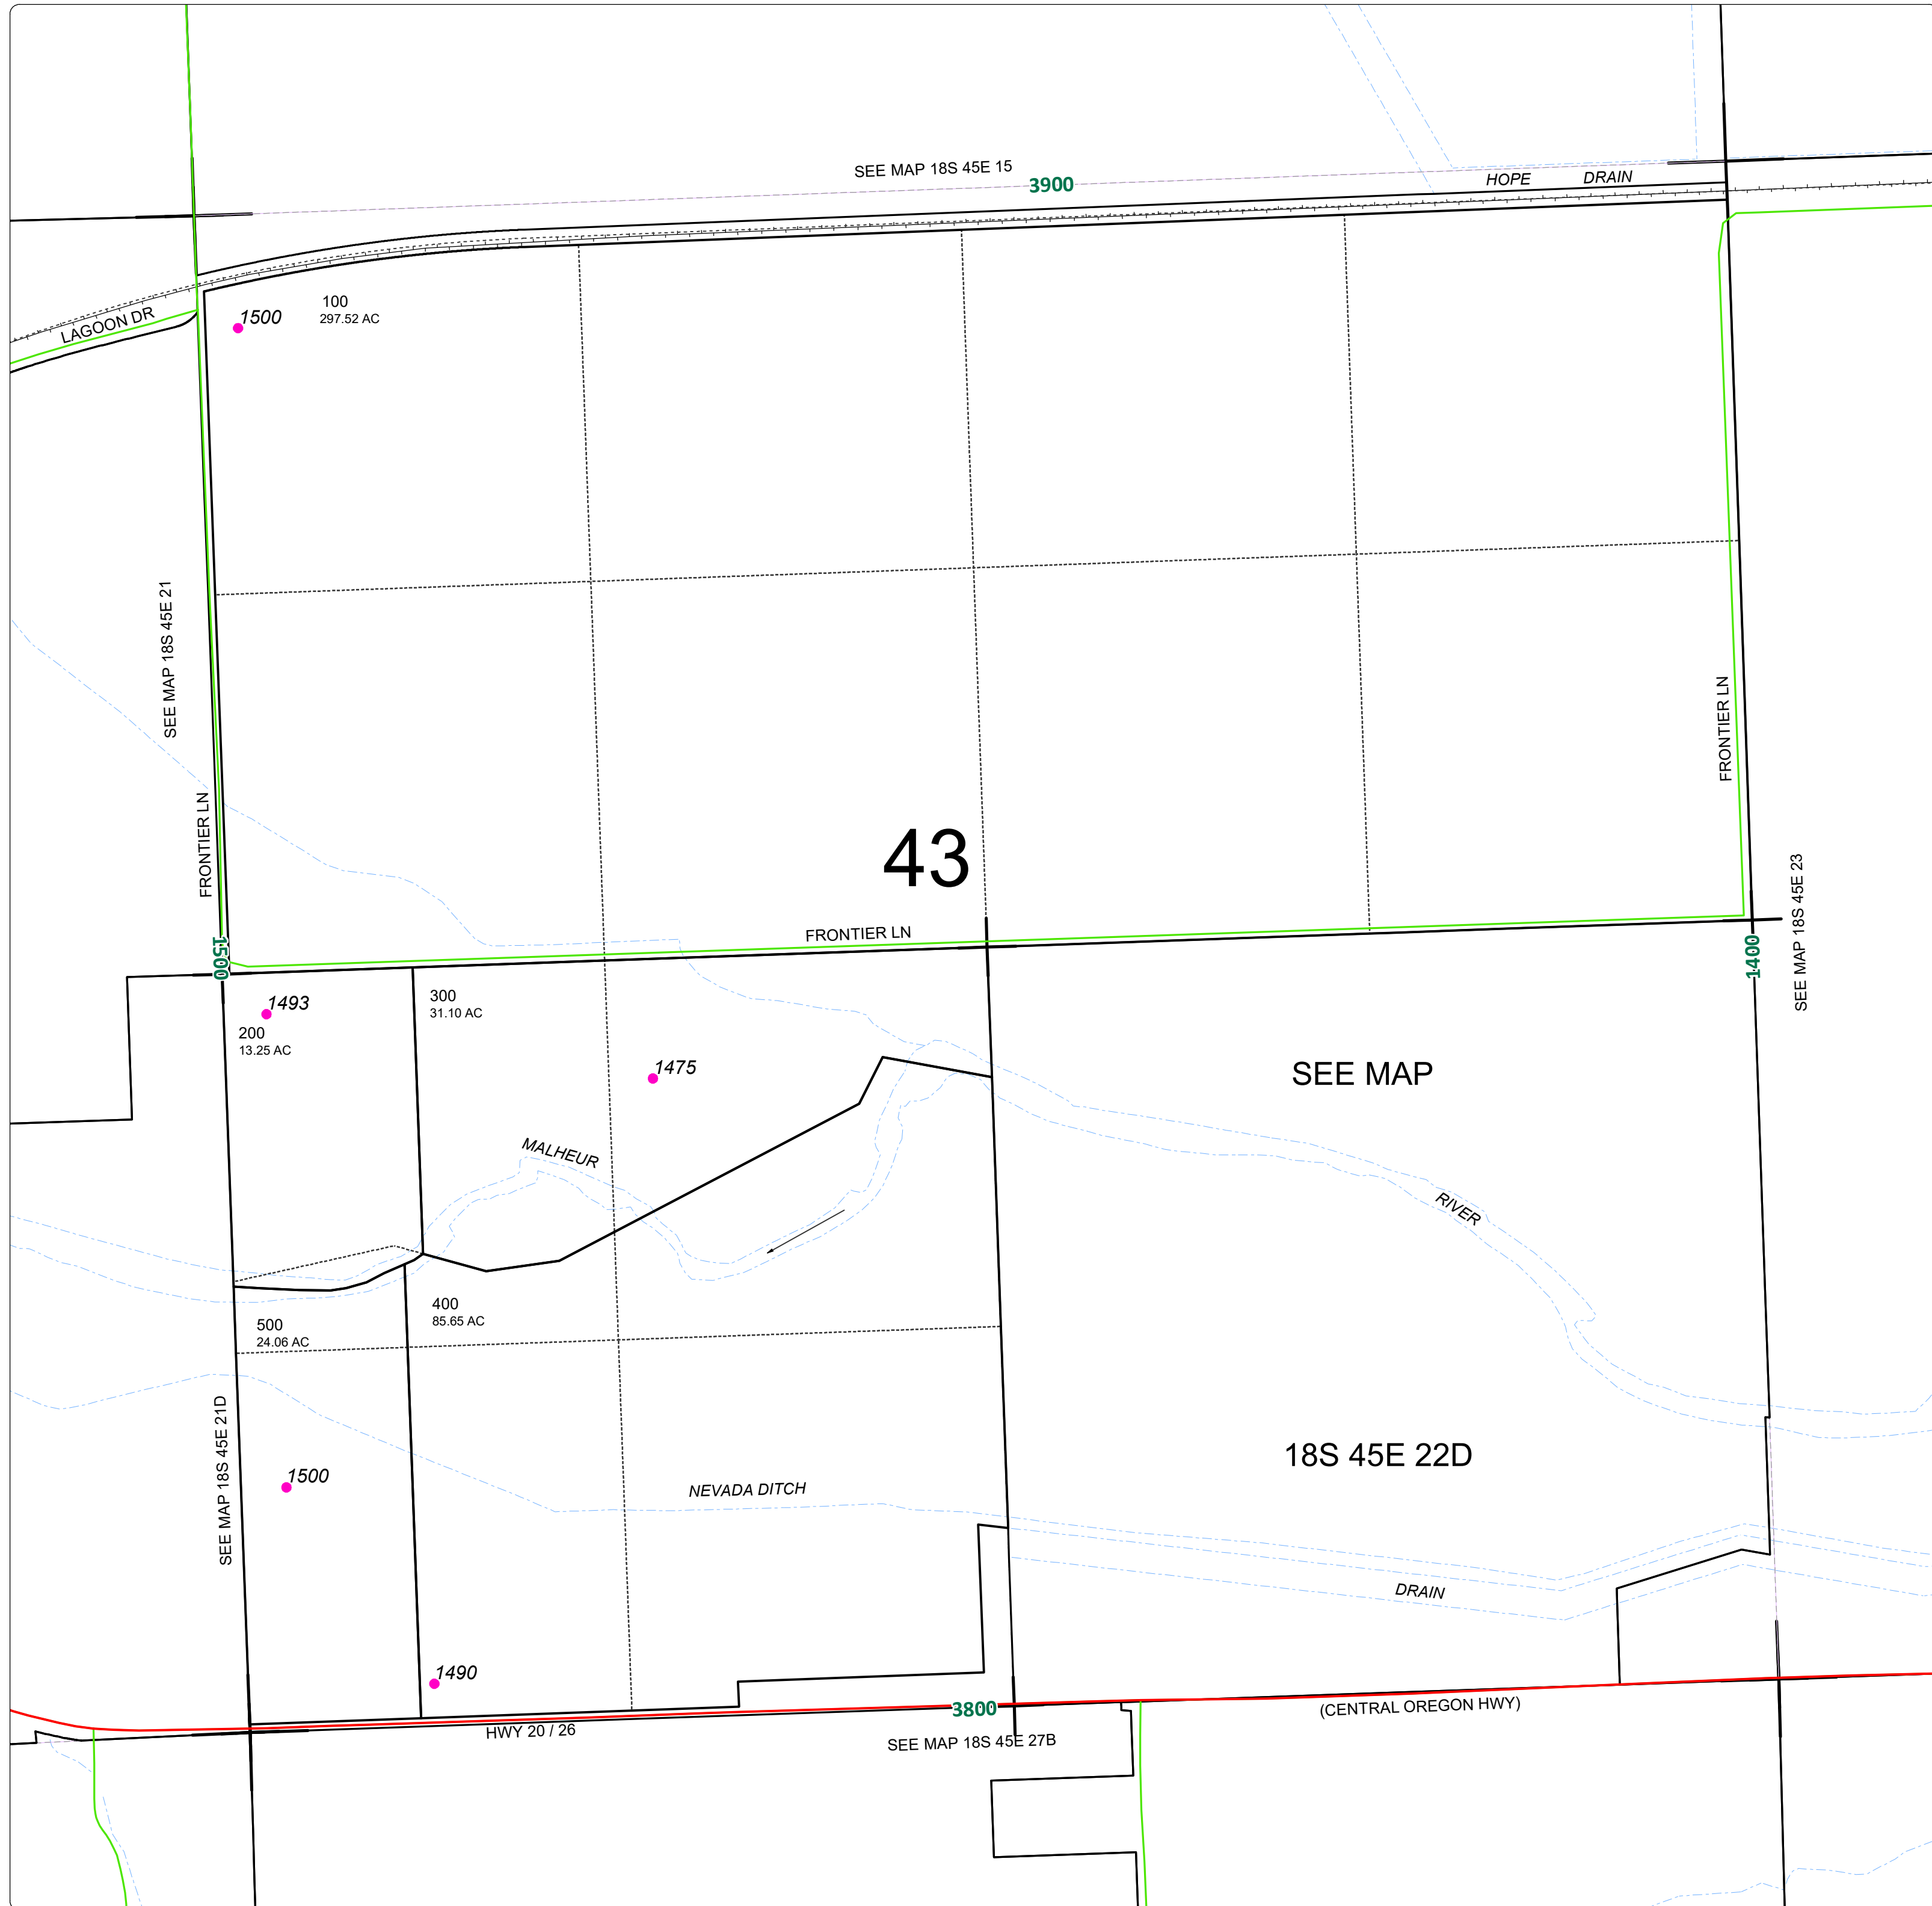 SEE MAP 18S 45E 15
3900
HOPE DRAIN
LAGOON DR
1500
100
297.52 AC
SEE MAP 18S 45E 21
FRONTIER LN
FRONTIER LN
43
FRONTIER LN
SEE MAP 18S 45E 23
1500
1400
1493
200
13.25 AC
300
31.10 AC
1475
SEE MAP
MALHEUR
RIVER
400
85.65 AC
500
24.06 AC
SEE MAP 18S 45E 21D
18S 45E 22D
1500
NEVADA DITCH
DRAIN
1490
3800
HWY 20 / 26
(CENTRAL OREGON HWY)
SEE MAP 18S 45E 27B